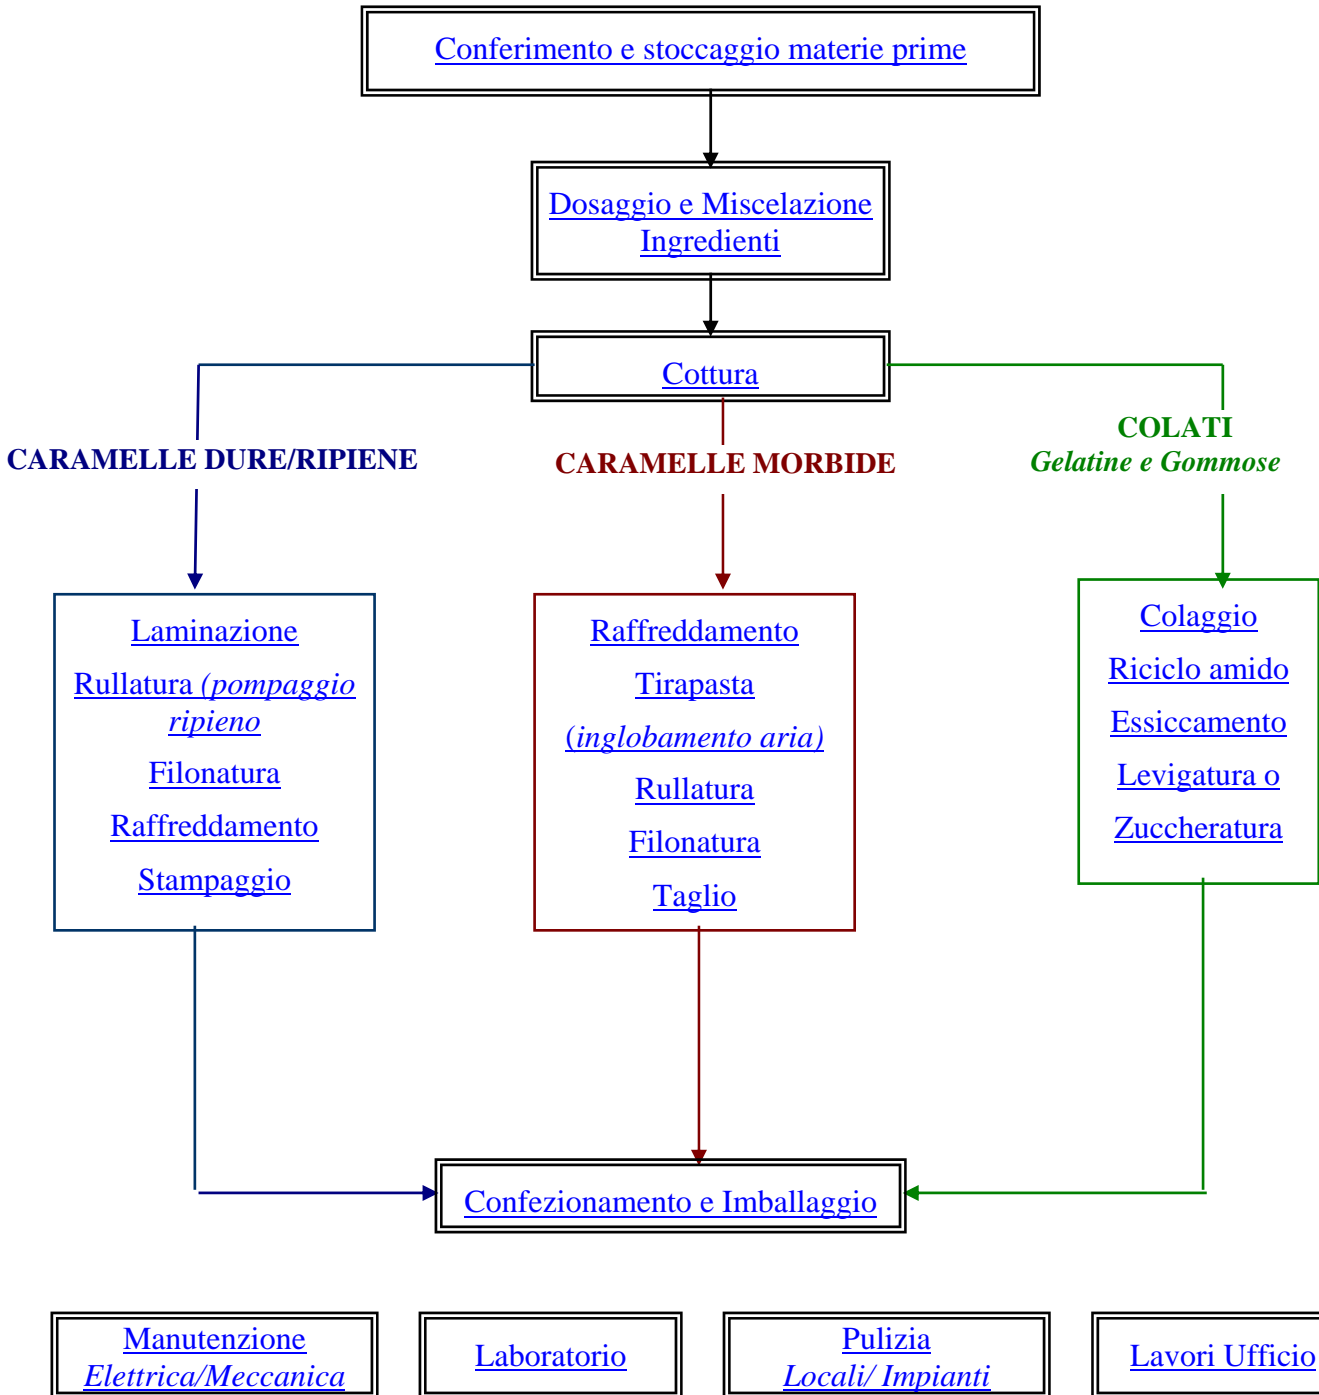 Conferimento e stoccaggio materie prime
Dosaggio e Miscelazione
Ingredienti
Cottura
CARAMELLE DURE/RIPIENE
CARAMELLE MORBIDE
COLATI
Gelatine e Gommose
Laminazione
Rullatura (pompaggio
ripieno
Filonatura
Raffreddamento
Stampaggio
Raffreddamento
Tirapasta
(inglobamento aria)
Rullatura
Filonatura
Taglio
Colaggio
Riciclo amido
Essiccamento
Levigatura o
Zuccheratura
Confezionamento e Imballaggio
Manutenzione
Elettrica/Meccanica
Laboratorio
Pulizia
Locali/ Impianti
Lavori Ufficio